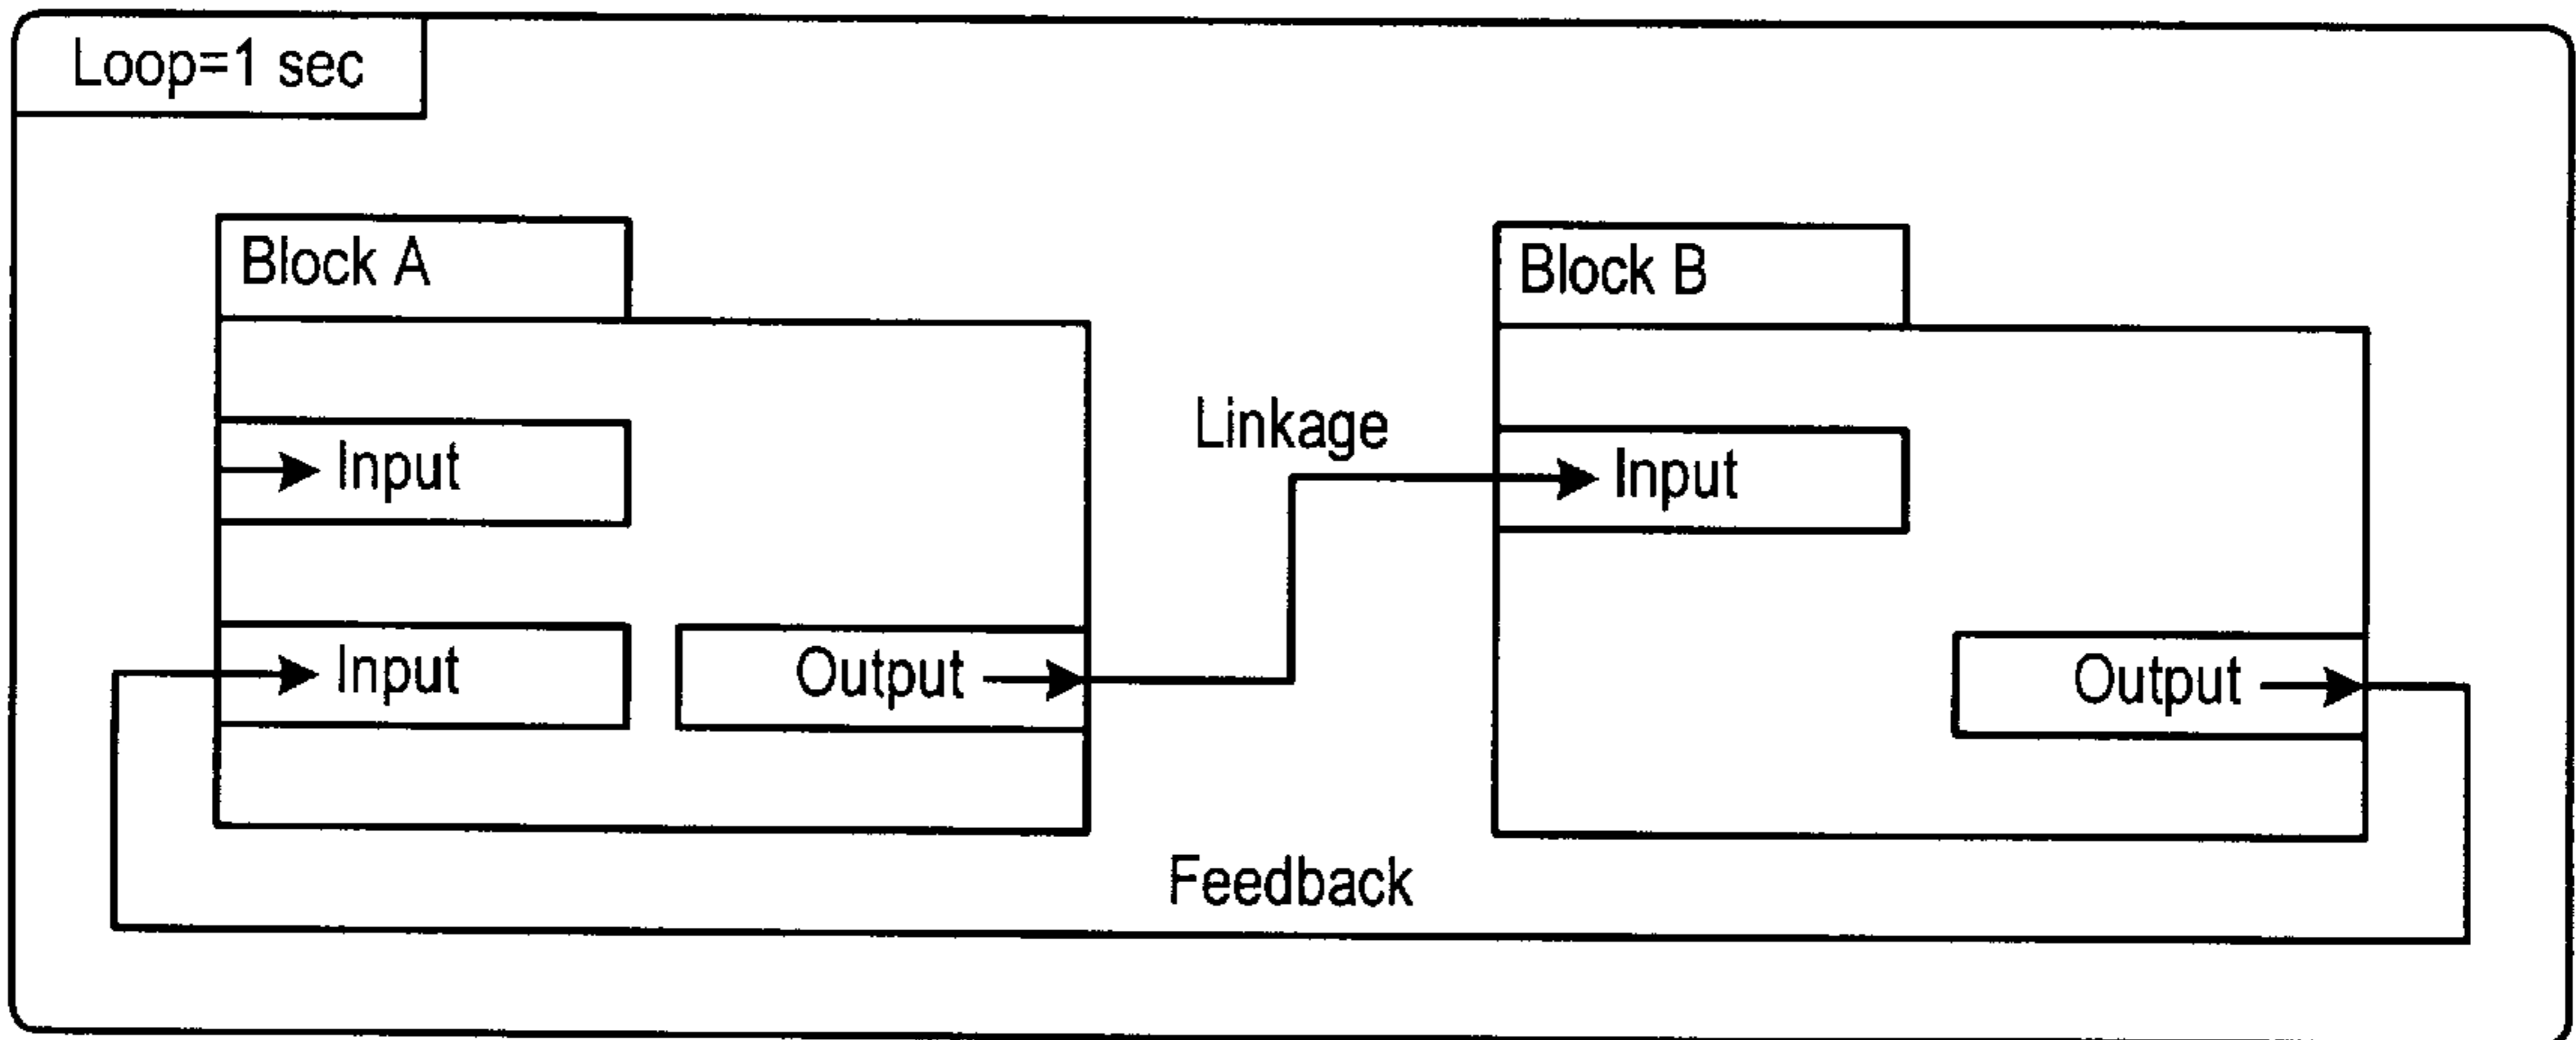 Loop=1 sec
Block A
Block B
Linkage
Input
Input
Input
Output
Output
Feedback